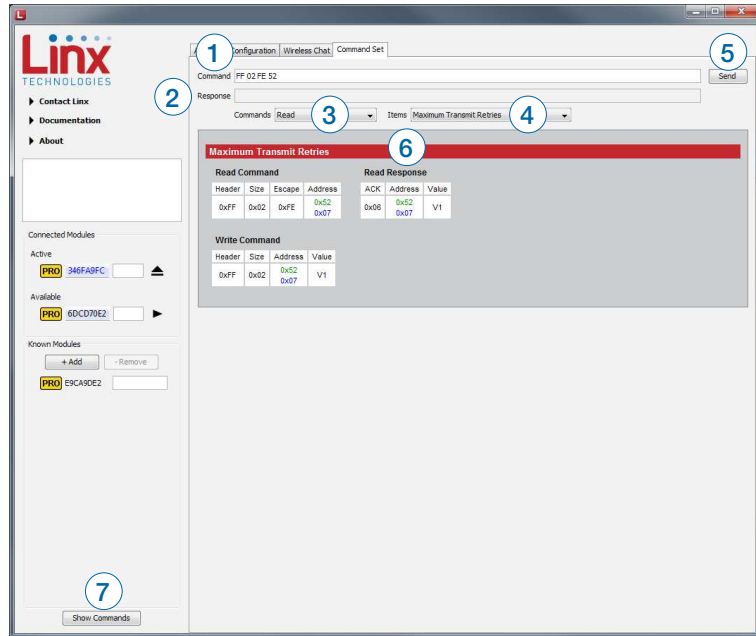 L
Linx
TECHNOLOGIES
Contact Linx
Documentation
About
Connected Modules
Active
PRO 346FA9FC
Available
PRO 6DCD70E2
Known Modules
+ Add - Remove
PRO E9CA9DE2
7
Show Commands
1 Wireless Chat Command Set
5
Command FF 02 FE 52 Send
2
Response
Commands Read 3 Items Maximum Transmit Retries 4
6
Maximum Transmit Retries
Read Command Read Response
Header Size Escape Address ACK Address Value
0xFF 0x02 0xFE 0x52 0x07 0x06 0x52 0x07 V1
Write Command
Header Size Address Value
0xFF 0x02 0x52 0x07 V1